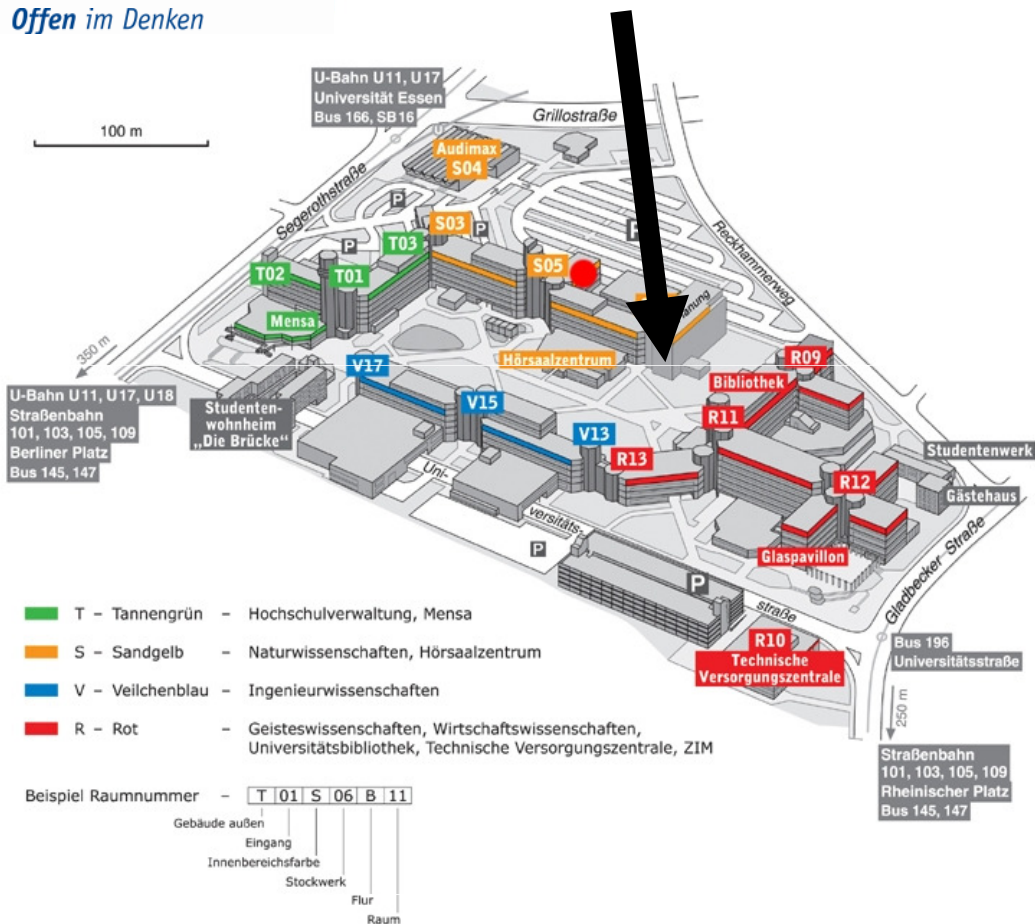 Offen im Denken
U-Bahn U11, U17
Universität Essen
Bus 166, SB16
100 m
Grillostraße
Audimax
S04
Segerothstraße
Reckhammerweg
P
P
P
P
S03
T03
S05
T02
T01
Mensa
anung
350 m
Hörsaalzentrum
V17
R09
Bibliothek
U-Bahn U11, U17, U18
Straßenbahn
101, 103, 105, 109
Berliner Platz
Bus 145, 147
Studenten-
wohnheim
„Die Brücke“
V15
V13
R11
R13
Studentenwerk
Gästehaus
R12
Uni-
versitäts-
straße
P
P
Glaspavillon
Gladbecker Straße
R10
Technische
Versorgungszentrale
Bus 196
Universitätsstraße
250 m
Straßenbahn
101, 103, 105, 109
Rheinischer Platz
Bus 145, 147
T – Tannengrün – Hochschulverwaltung, Mensa
S – Sandgelb – Naturwissenschaften, Hörsaalzentrum
V – Veilchenblau – Ingenieurwissenschaften
R – Rot – Geisteswissenschaften, Wirtschaftswissenschaften,
Universitätsbibliothek, Technische Versorgungszentrale, ZIM
Beispiel Raumnummer – T 01 S 06 B 11
Gebäude außen
Eingang
Innenbereichsfarbe
Stockwerk
Flur
Raum